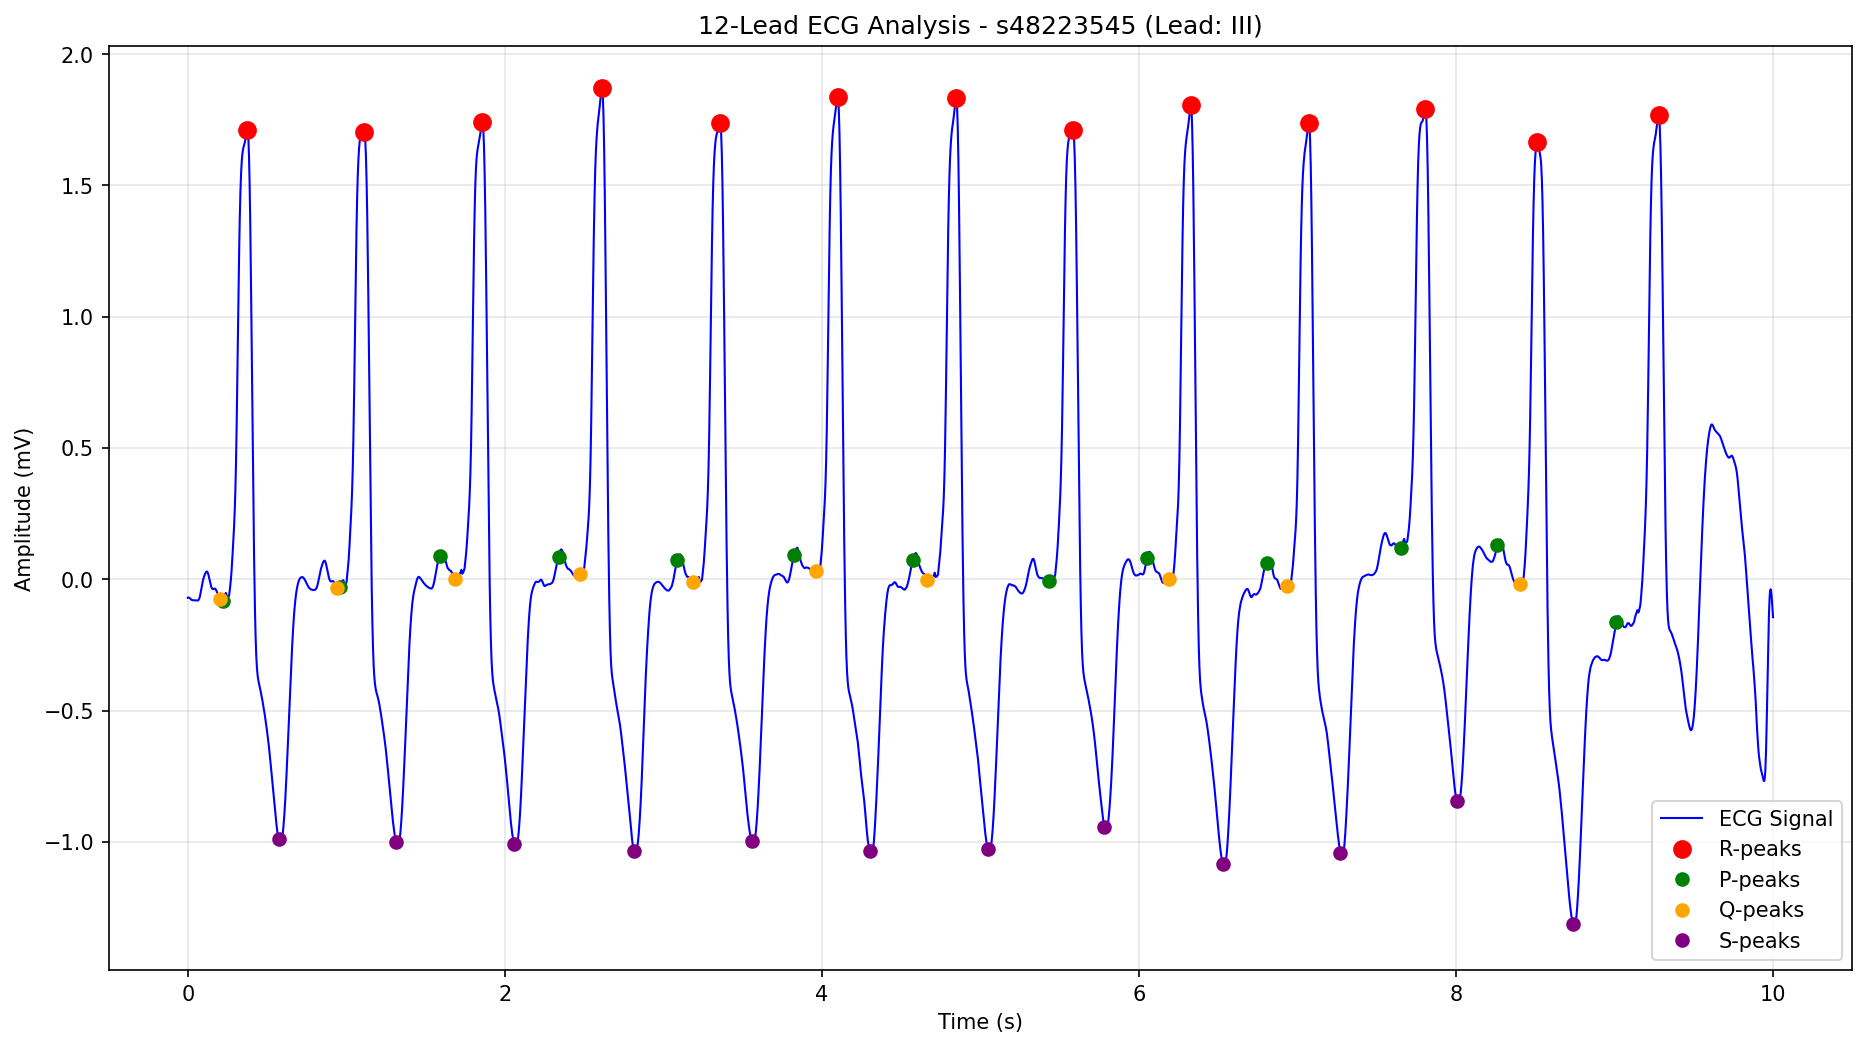 12-Lead ECG Analysis - s48223545 (Lead: III)
2.0
1.5
1.0
0.5
0.0
−0.5
−1.0
Amplitude (mV)
0 2 4 6 8 10
Time (s)
ECG Signal
R-peaks
P-peaks
Q-peaks
S-peaks